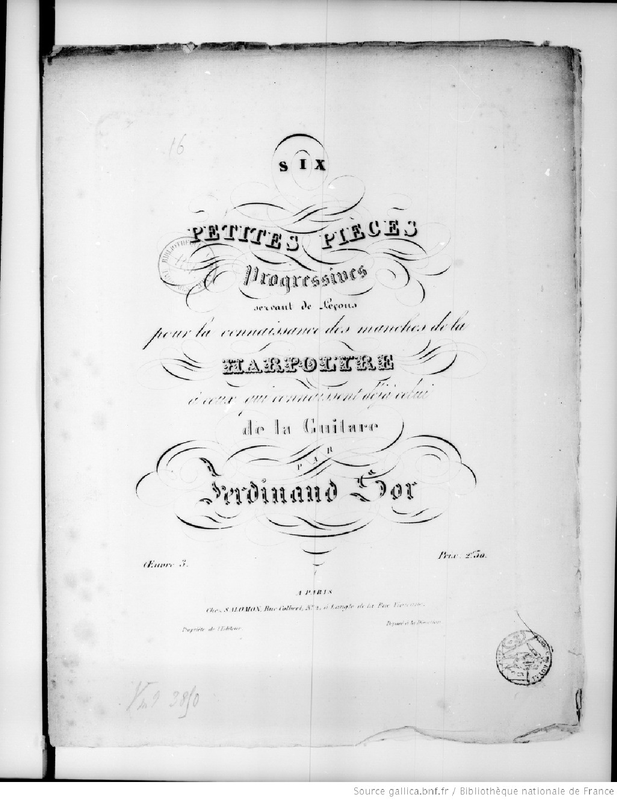 16
SIX
PETITES PIÈCES
Progressives
servant de Leçons
pour la connaissance des manches de la
HARPOLYRE
à ceux qui connaissent déjà celui
de la Guitare
PAR
Ferdinand Sor
Œuvre 3.
Prix: 2f 50.
A PARIS
Chez SALOMON, Rue Colbert, No 2, à l'angle de la Rue Vivienne.
Propriété de l'Editeur
Déposé à la Direction
Source gallica.bnf.fr / Bibliothèque nationale de France